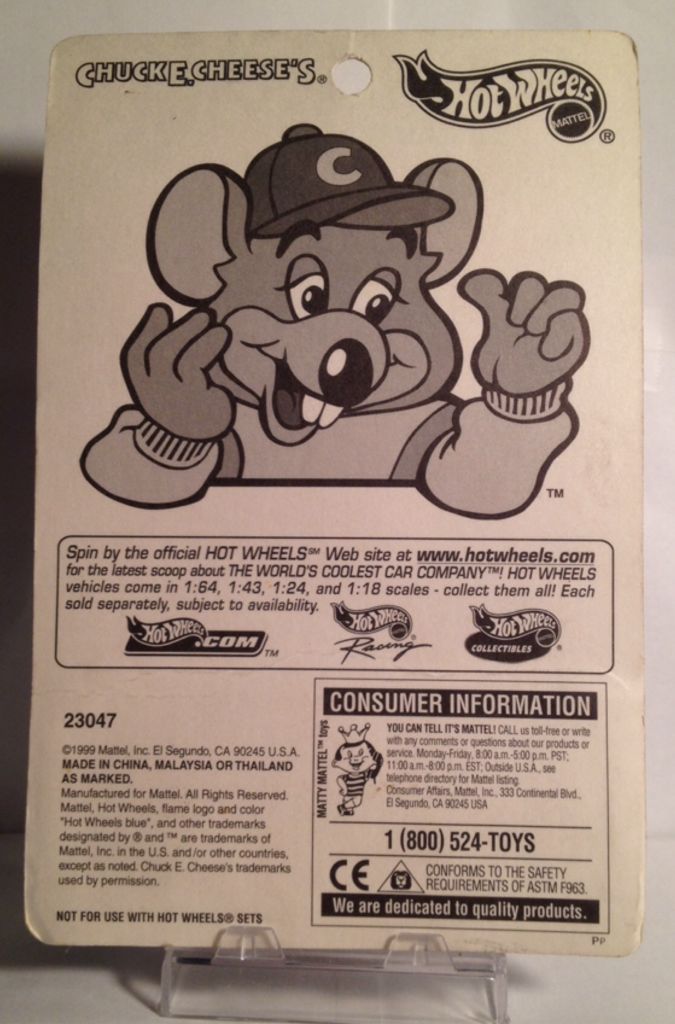 CHUCK E. CHEESE'S®
HOT WHEELS
MATTEL
®
C
TM
Spin by the official HOT WHEELS℠ Web site at www.hotwheels.com
for the latest scoop about THE WORLD'S COOLEST CAR COMPANY™! HOT WHEELS
vehicles come in 1:64, 1:43, 1:24, and 1:18 scales - collect them all! Each
sold separately, subject to availability.
HOT WHEELS .COM TM
HOT WHEELS Racing
HOT WHEELS COLLECTIBLES
23047
©1999 Mattel, Inc. El Segundo, CA 90245 U.S.A.
MADE IN CHINA, MALAYSIA OR THAILAND
AS MARKED.
Manufactured for Mattel. All Rights Reserved.
Mattel, Hot Wheels, flame logo and color
"Hot Wheels blue", and other trademarks
designated by ® and ™ are trademarks of
Mattel, Inc. in the U.S. and/or other countries,
except as noted. Chuck E. Cheese's trademarks
used by permission.
NOT FOR USE WITH HOT WHEELS® SETS
CONSUMER INFORMATION
MATTY MATTEL™ toys
YOU CAN TELL IT'S MATTEL! CALL us toll-free or write
with any comments or questions about our products or
service. Monday-Friday, 8:00 a.m.-5:00 p.m. PST;
11:00 a.m.-8:00 p.m. EST; Outside U.S.A., see
telephone directory for Mattel listing.
Consumer Affairs, Mattel, Inc., 333 Continental Blvd.,
El Segundo, CA 90245 USA
1 (800) 524-TOYS
CE
CONFORMS TO THE SAFETY
REQUIREMENTS OF ASTM F963.
We are dedicated to quality products.
PP